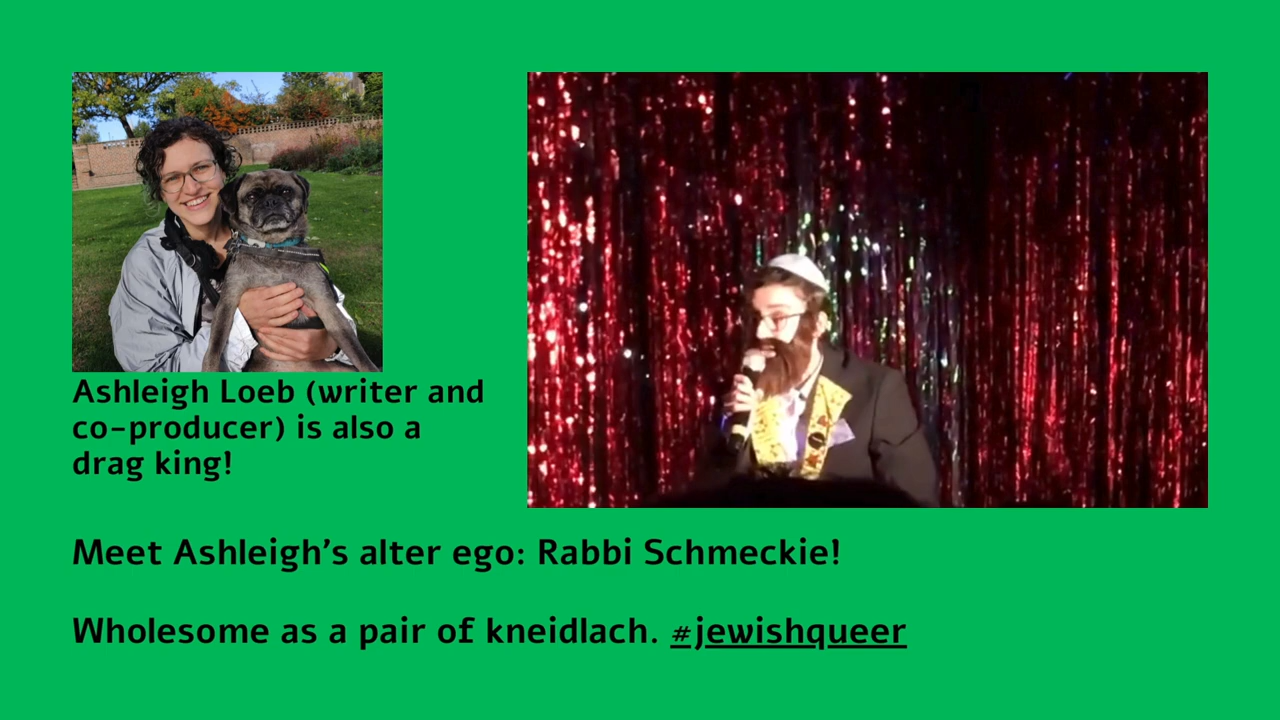 Ashleigh Loeb (writer and
co-producer) is also a
drag king!
Meet Ashleigh’s alter ego: Rabbi Schmeckie!
Wholesome as a pair of kneidlach. #jewishqueer